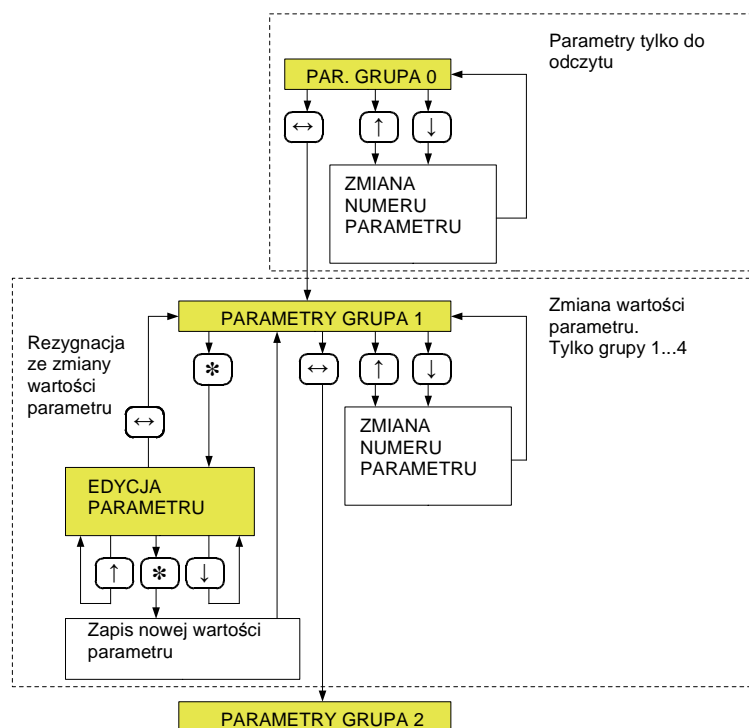 Parametry tylko do
odczytu
PAR. GRUPA 0
↔ ↑ ↓
ZMIANA
NUMERU
PARAMETRU
PARAMETRY GRUPA 1
Zmiana wartości
parametru.
Tylko grupy 1...4
Rezygnacja
ze zmiany
wartości
parametru
* ↔ ↑ ↓
↔
ZMIANA
NUMERU
PARAMETRU
EDYCJA
PARAMETRU
↑ * ↓
Zapis nowej wartości
parametru
PARAMETRY GRUPA 2